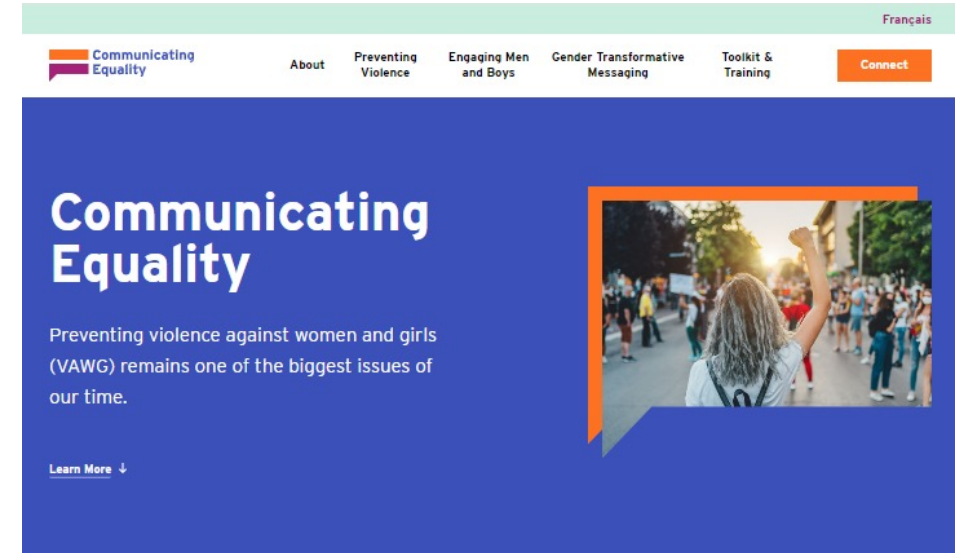 Français
Communicating
Equality
About
Preventing
Violence
Engaging Men
and Boys
Gender Transformative
Messaging
Toolkit &
Training
Connect
Communicating
Equality
Preventing violence against women and girls
(VAWG) remains one of the biggest issues of
our time.
Learn More ↓